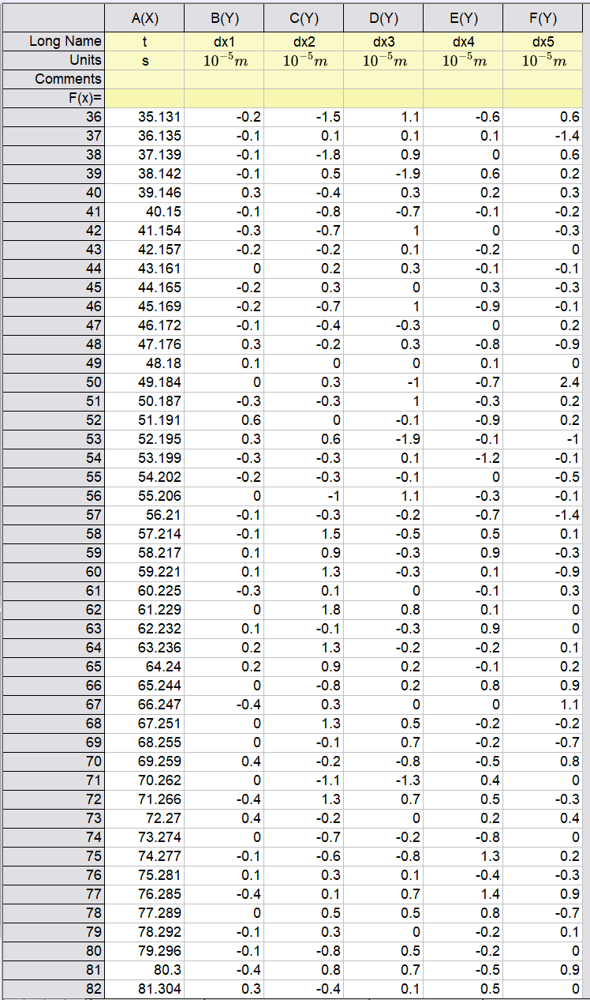 A(X) B(Y) C(Y) D(Y) E(Y) F(Y)
Long Name t dx1 dx2 dx3 dx4 dx5
Units s 10⁻⁵m 10⁻⁵m 10⁻⁵m 10⁻⁵m 10⁻⁵m
Comments
F(x)=
36 35.131 -0.2 -1.5 1.1 -0.6 0.6
37 36.135 -0.1 0.1 0.1 0.1 -1.4
38 37.139 -0.1 -1.8 0.9 0 0.6
39 38.142 -0.1 0.5 -1.9 0.6 0.2
40 39.146 0.3 -0.4 0.3 0.2 0.3
41 40.15 -0.1 -0.8 -0.7 -0.1 -0.2
42 41.154 -0.3 -0.7 1 0 -0.3
43 42.157 -0.2 -0.2 0.1 -0.2 0
44 43.161 0 0.2 0.3 -0.1 -0.1
45 44.165 -0.2 0.3 0 0.3 -0.3
46 45.169 -0.2 -0.7 1 -0.9 -0.1
47 46.172 -0.1 -0.4 -0.3 0 0.2
48 47.176 0.3 -0.2 0.3 -0.8 -0.9
49 48.18 0.1 0 0 0.1 0
50 49.184 0 0.3 -1 -0.7 2.4
51 50.187 -0.3 -0.3 1 -0.3 0.2
52 51.191 0.6 0 -0.1 -0.9 0.2
53 52.195 0.3 0.6 -1.9 -0.1 -1
54 53.199 -0.3 -0.3 0.1 -1.2 -0.1
55 54.202 -0.2 -0.3 -0.1 0 -0.5
56 55.206 0 -1 1.1 -0.3 -0.1
57 56.21 -0.1 -0.3 -0.2 -0.7 -1.4
58 57.214 -0.1 1.5 -0.5 0.5 0.1
59 58.217 0.1 0.9 -0.3 0.9 -0.3
60 59.221 0.1 1.3 -0.3 0.1 -0.9
61 60.225 -0.3 0.1 0 -0.1 0.3
62 61.229 0 1.8 0.8 0.1 0
63 62.232 0.1 -0.1 -0.3 0.9 0
64 63.236 0.2 1.3 -0.2 -0.2 0.1
65 64.24 0.2 0.9 0.2 -0.1 0.2
66 65.244 0 -0.8 0.2 0.8 0.9
67 66.247 -0.4 0.3 0 0 1.1
68 67.251 0 1.3 0.5 -0.2 -0.2
69 68.255 0 -0.1 0.7 -0.2 -0.7
70 69.259 0.4 -0.2 -0.8 -0.5 0.8
71 70.262 0 -1.1 -1.3 0.4 0
72 71.266 -0.4 1.3 0.7 0.5 -0.3
73 72.27 0.4 -0.2 0 0.2 0.4
74 73.274 0 -0.7 -0.2 -0.8 0
75 74.277 -0.1 -0.6 -0.8 1.3 0.2
76 75.281 0.1 0.3 0.1 -0.4 -0.3
77 76.285 -0.4 0.1 0.7 1.4 0.9
78 77.289 0 0.5 0.5 0.8 -0.7
79 78.292 -0.1 0.3 0 -0.2 0.1
80 79.296 -0.1 -0.8 0.5 -0.2 0
81 80.3 -0.4 0.8 0.7 -0.5 0.9
82 81.304 0.3 -0.4 0.1 0.5 0